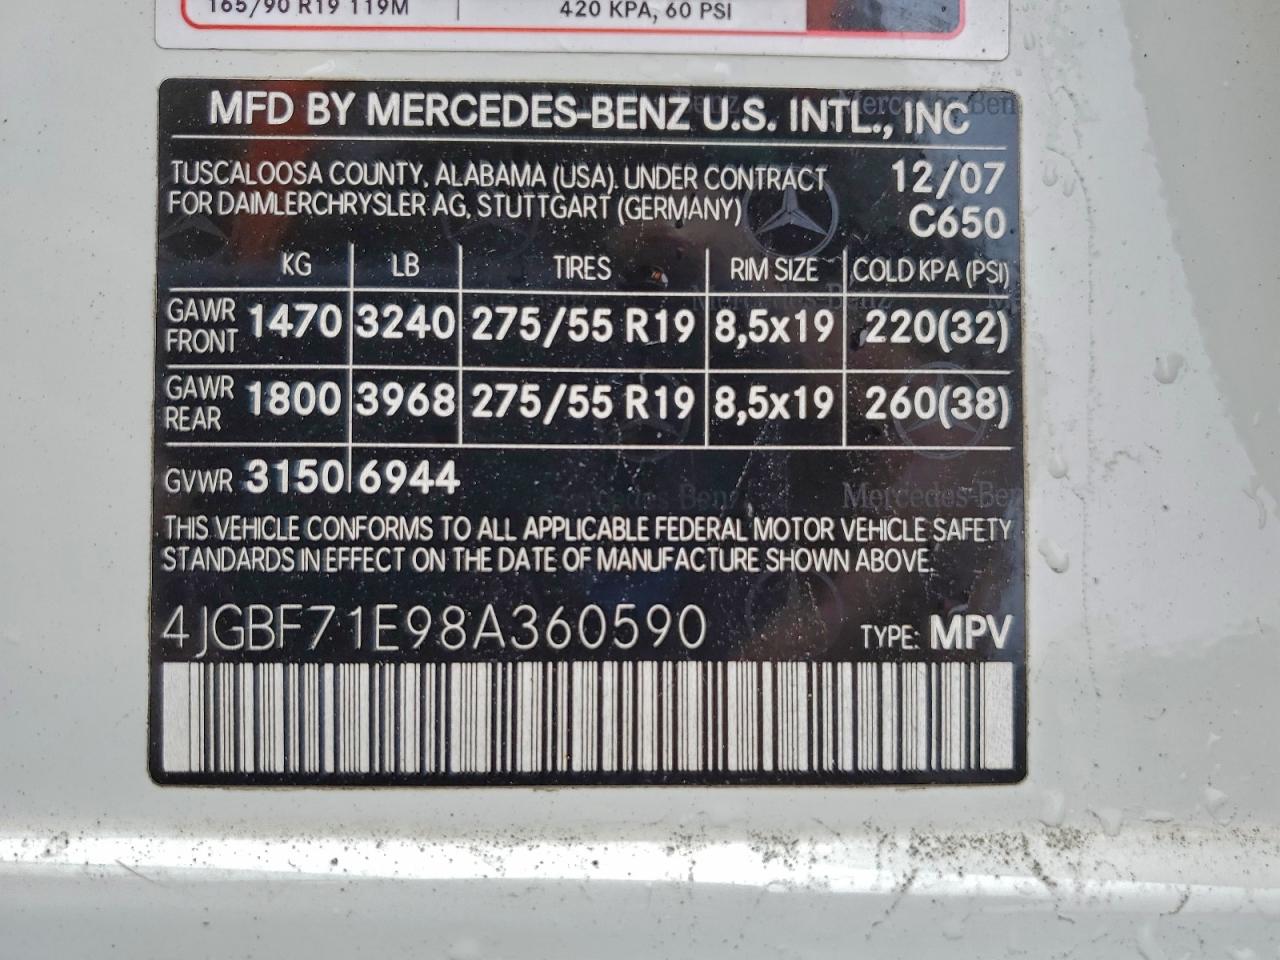 165/90 R19 119M 420 KPA, 60 PSI
MFD BY MERCEDES-BENZ U.S. INTL., INC
TUSCALOOSA COUNTY, ALABAMA (USA). UNDER CONTRACT 12/07
FOR DAIMLERCHRYSLER AG, STUTTGART (GERMANY) C650
KG LB TIRES RIM SIZE COLD KPA (PSI)
GAWR FRONT 1470 3240 275/55 R19 8,5x19 220(32)
GAWR REAR 1800 3968 275/55 R19 8,5x19 260(38)
GVWR 3150 6944
THIS VEHICLE CONFORMS TO ALL APPLICABLE FEDERAL MOTOR VEHICLE SAFETY
STANDARDS IN EFFECT ON THE DATE OF MANUFACTURE SHOWN ABOVE.
4JGBF71E98A360590 TYPE: MPV